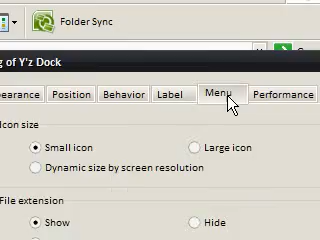 Folder Sync
g of Y'z Dock
pearance Position Behavior Label Menu Performance
Icon size
Small icon Large icon
Dynamic size by screen resolution
File extension
Show Hide